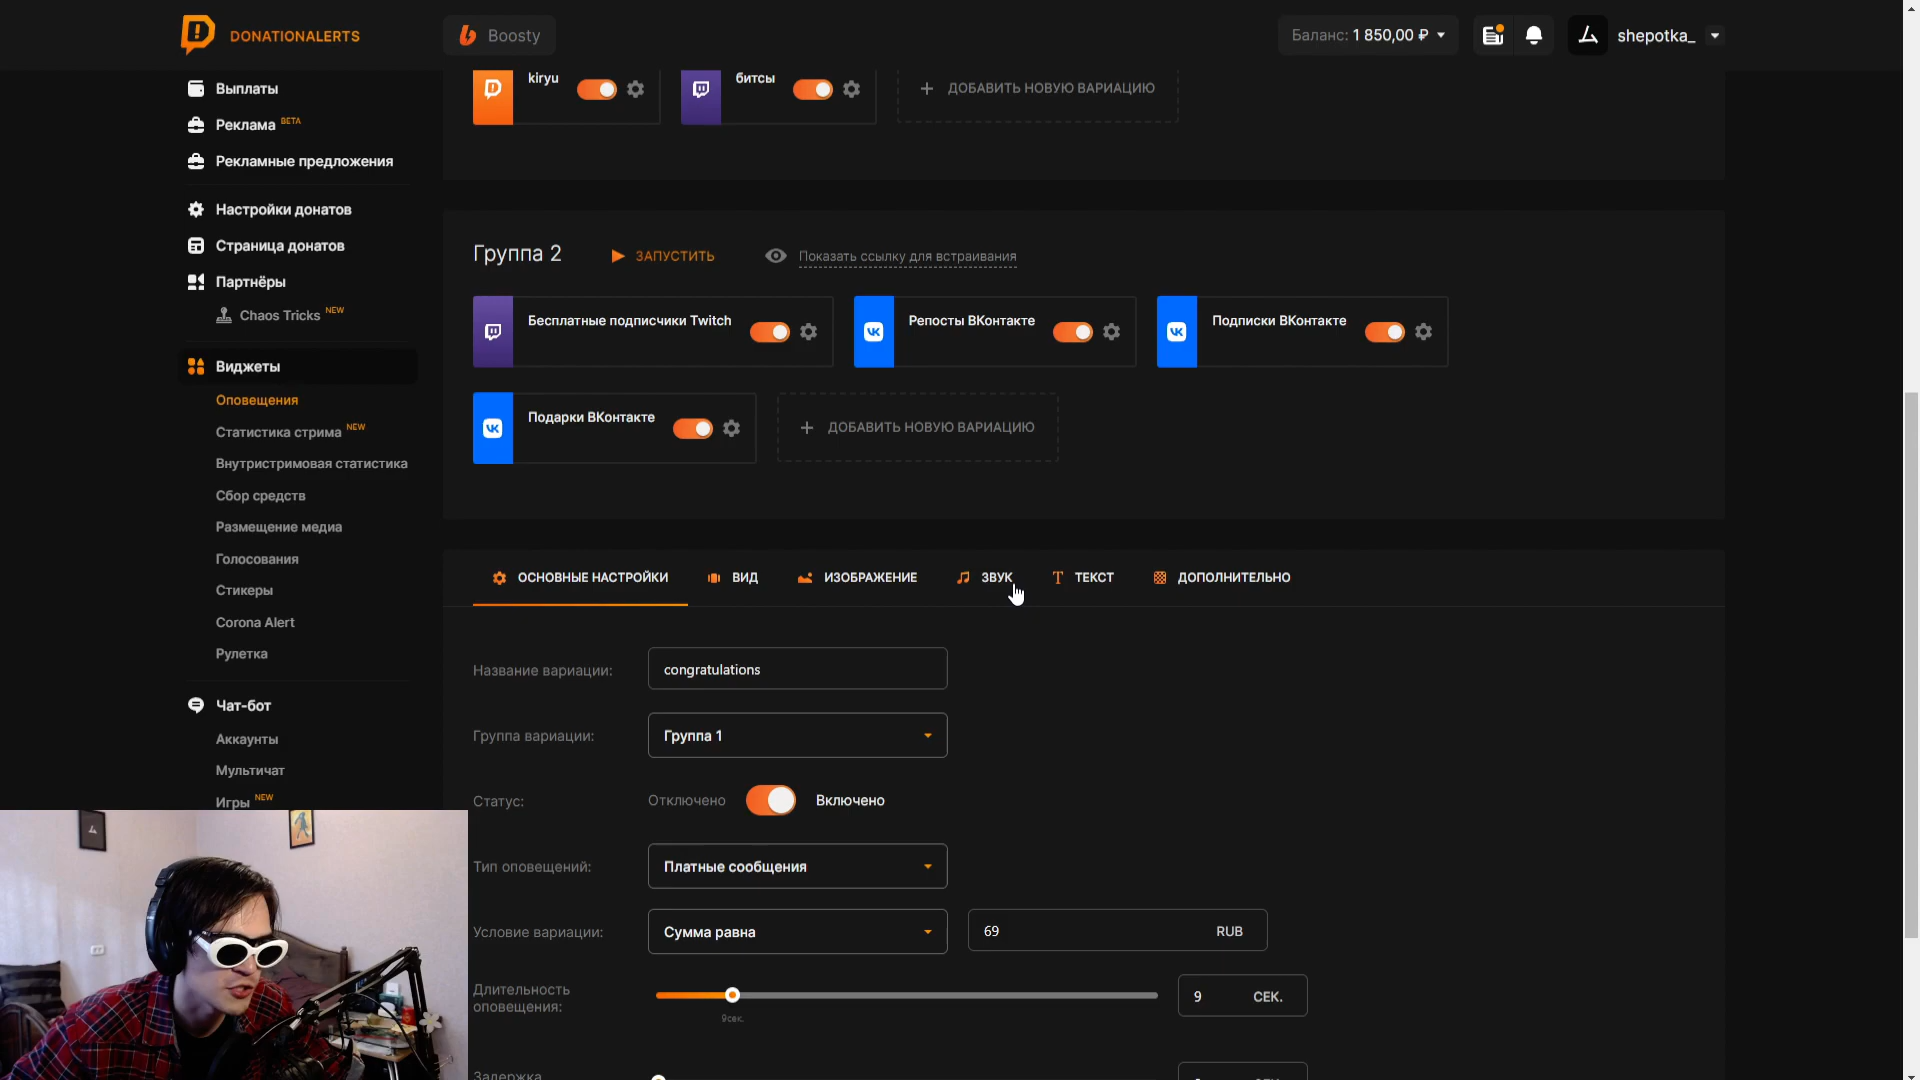 DONATIONALERTS
Boosty
Баланс: 1 850,00 ₽
shepotka_
Выплаты
Реклама BETA
Рекламные предложения
Настройки донатов
Страница донатов
Партнёры
Chaos Tricks NEW
Виджеты
Оповещения
Статистика стрима NEW
Внутристримовая статистика
Сбор средств
Размещение медиа
Голосования
Стикеры
Corona Alert
Рулетка
Чат-бот
Аккаунты
Мультичат
Игры NEW
kiryu
битсы
+ ДОБАВИТЬ НОВУЮ ВАРИАЦИЮ
Группа 2
ЗАПУСТИТЬ
Показать ссылку для встраивания
Бесплатные подписчики Twitch
Репосты ВКонтакте
Подписки ВКонтакте
Подарки ВКонтакте
+ ДОБАВИТЬ НОВУЮ ВАРИАЦИЮ
ОСНОВНЫЕ НАСТРОЙКИ
ВИД
ИЗОБРАЖЕНИЕ
ЗВУК
ТЕКСТ
ДОПОЛНИТЕЛЬНО
Название вариации:
congratulations
Группа вариации:
Группа 1
Статус:
Отключено
Включено
Тип оповещений:
Платные сообщения
Условие вариации:
Сумма равна
69 RUB
Длительность
оповещения:
9сек.
9 СЕК.
Задержка